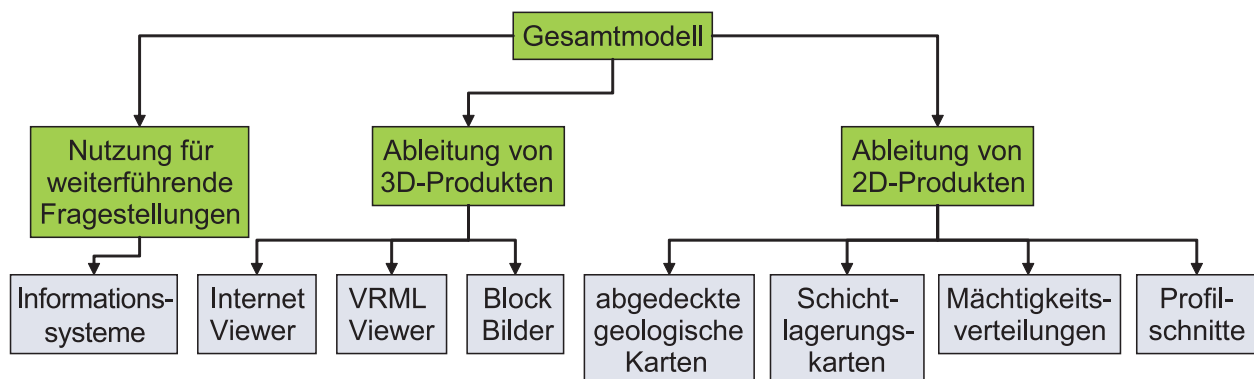 Gesamtmodell
Nutzung für
weiterführende
Fragestellungen
Ableitung von
3D-Produkten
Ableitung von
2D-Produkten
Informations-
systeme
Internet
Viewer
VRML
Viewer
Block
Bilder
abgedeckte
geologische
Karten
Schicht-
lagerungs-
karten
Mächtigkeits-
verteilungen
Profil-
schnitte